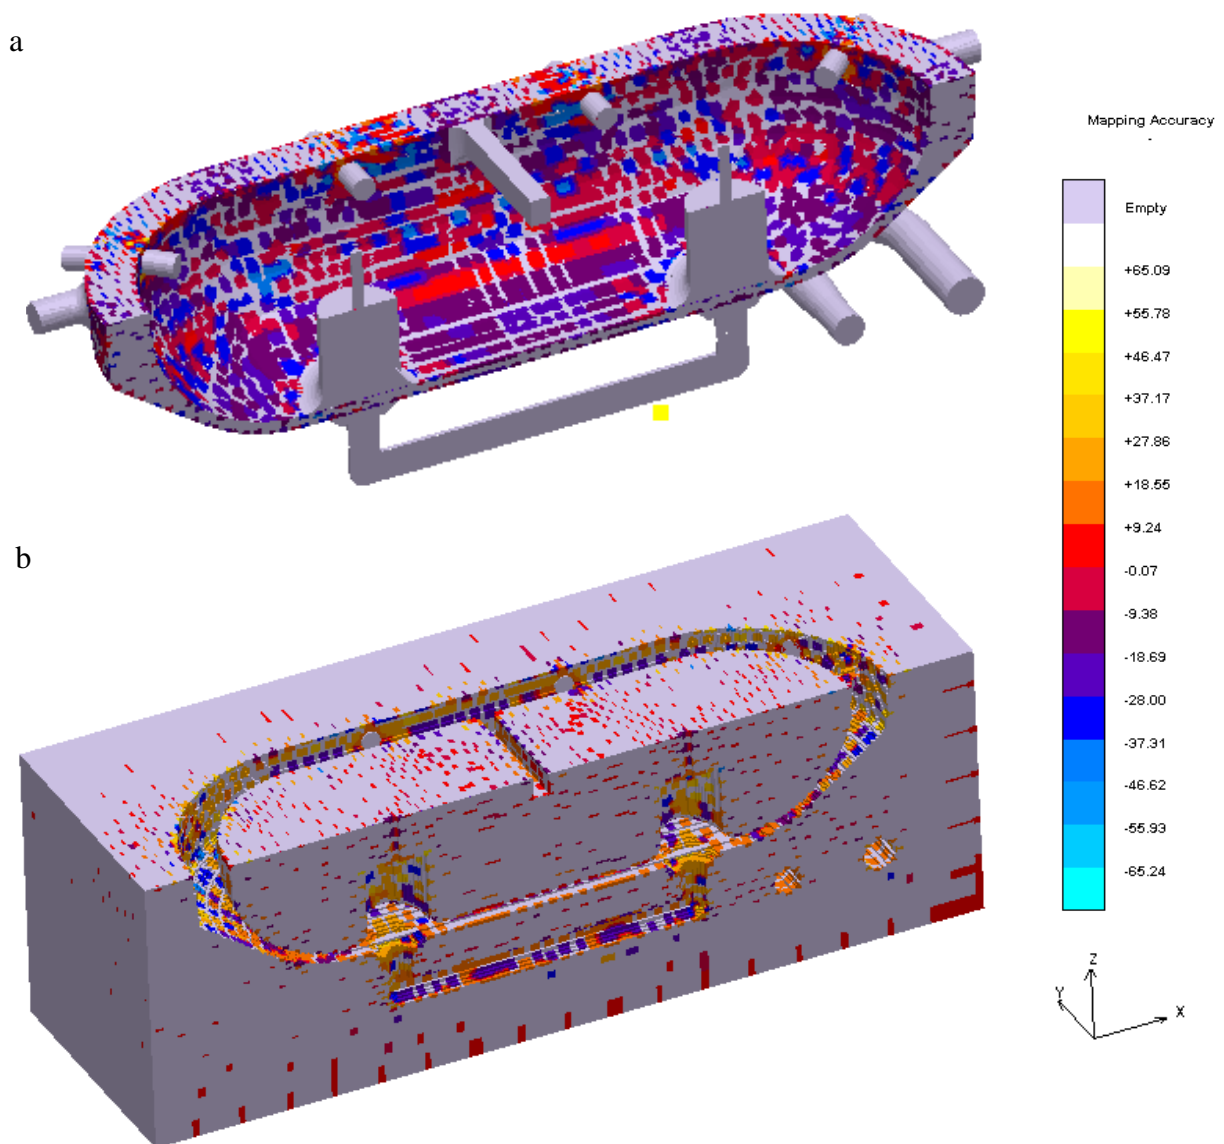 a
Mapping Accuracy
-
Empty
+65.09
+55.78
+46.47
+37.17
+27.86
+18.55
+9.24
-0.07
-9.38
-18.69
-28.00
-37.31
-46.62
-55.93
-65.24
b
Z
Y
X